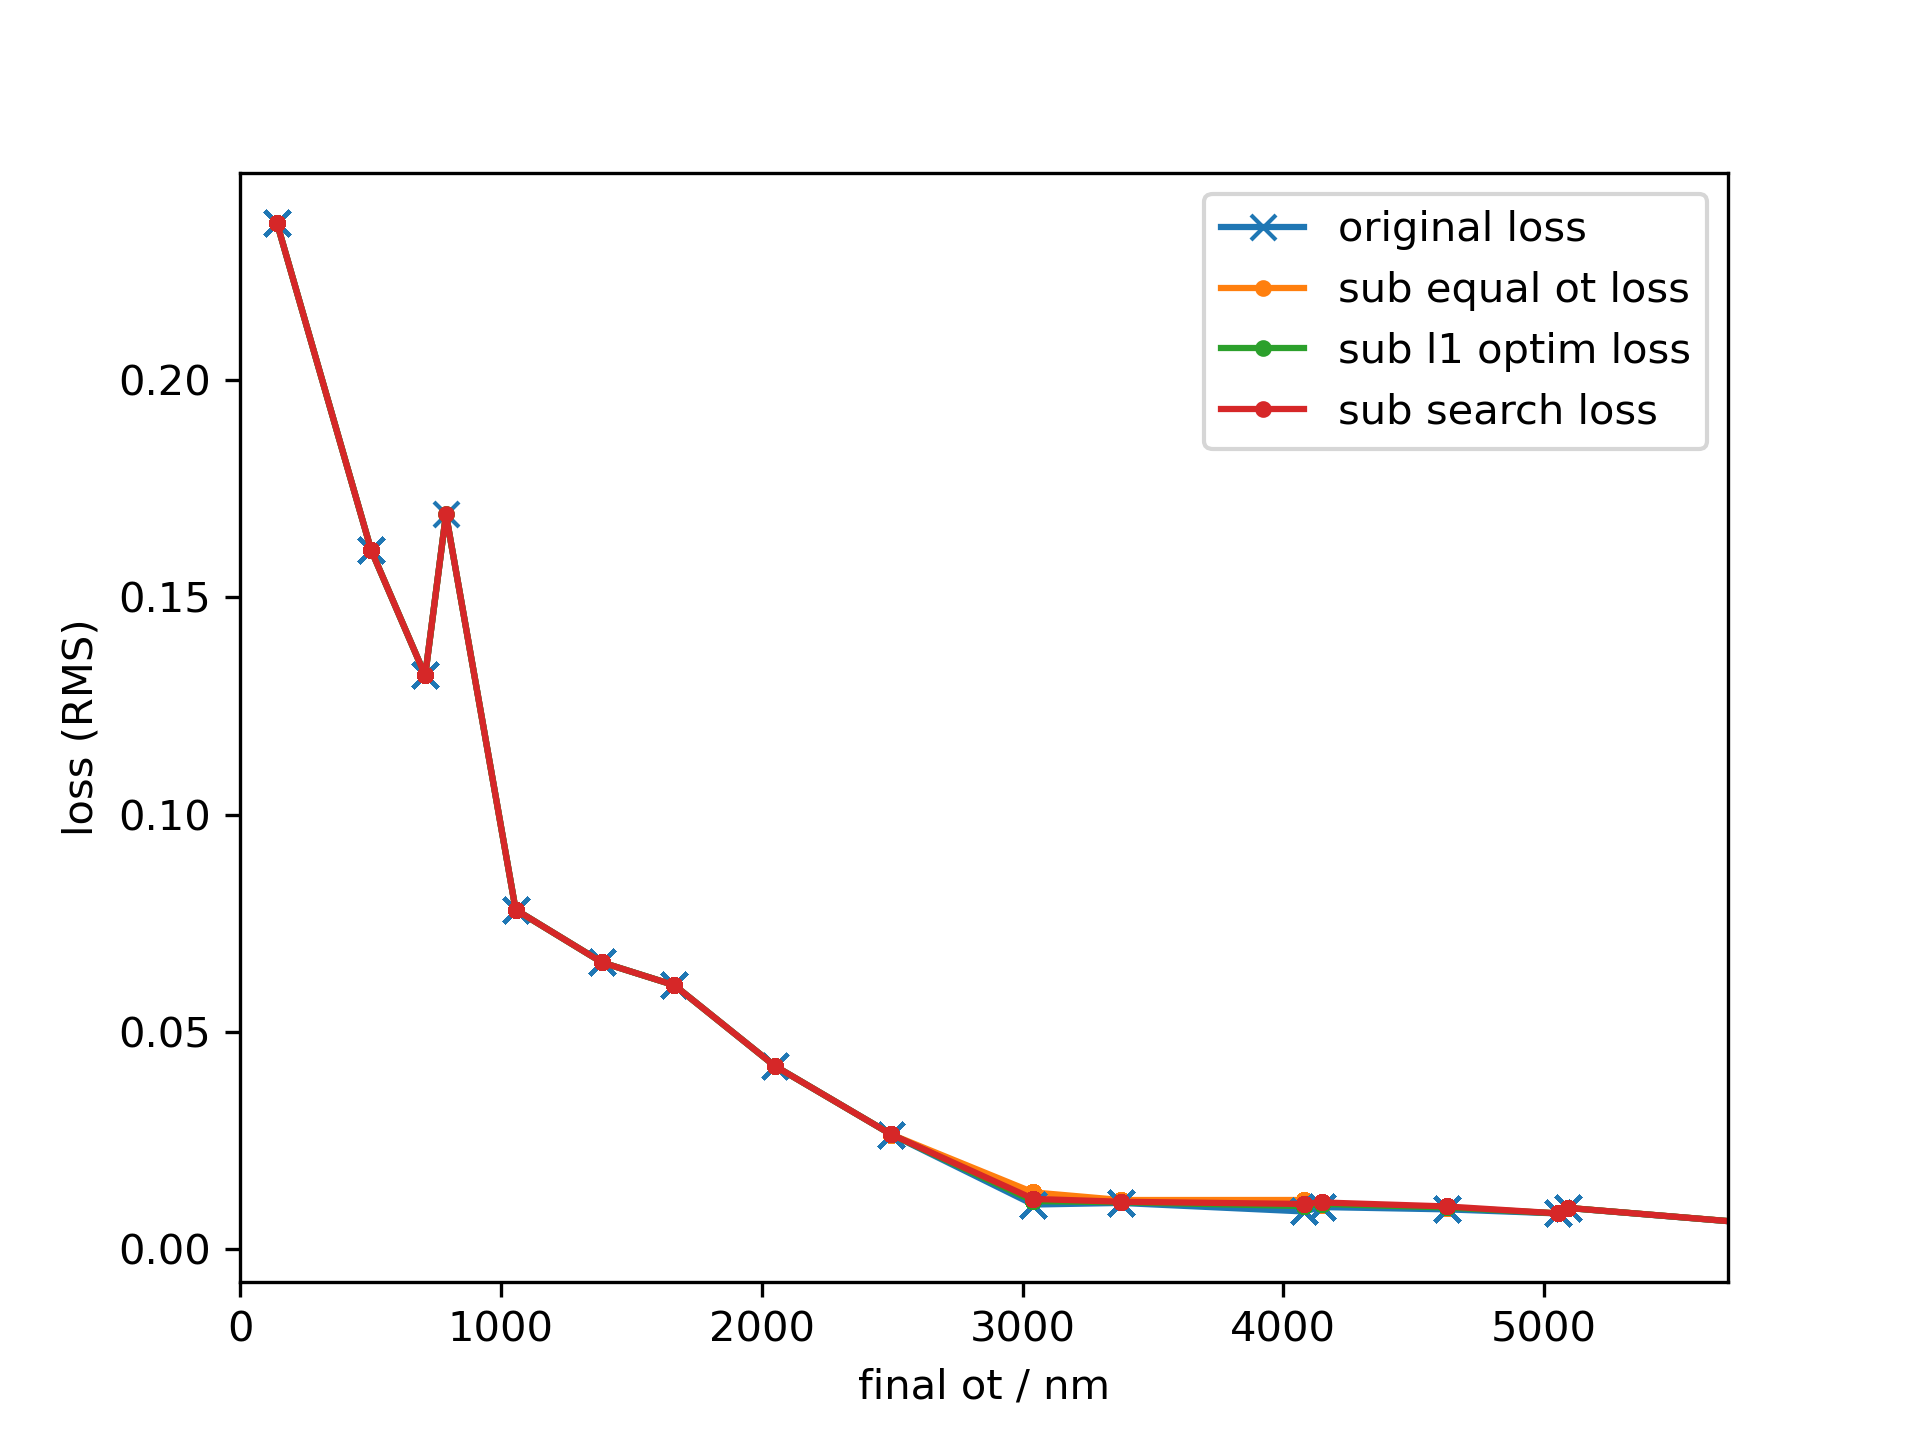 original loss
sub equal ot loss
sub l1 optim loss
sub search loss
0.20
0.15
0.10
0.05
0.00
loss (RMS)
0 1000 2000 3000 4000 5000
final ot / nm